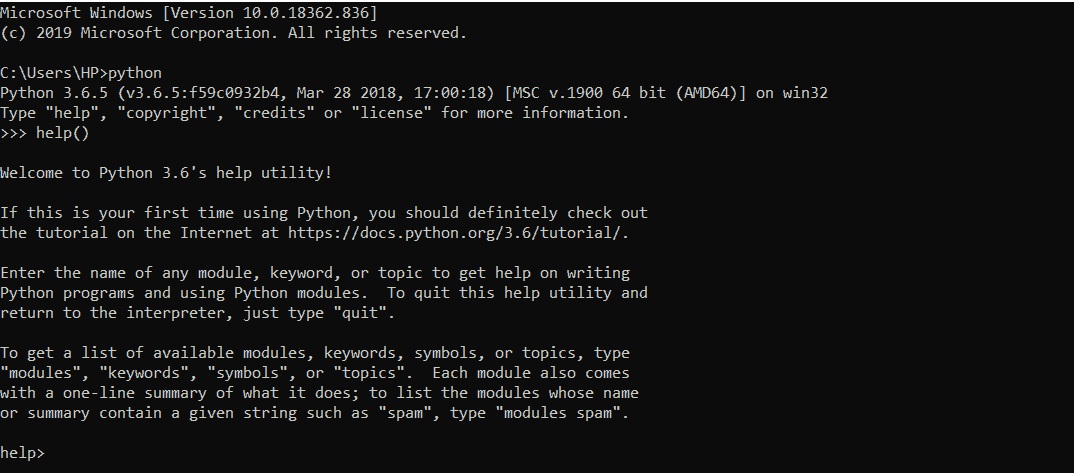 Microsoft Windows [Version 10.0.18362.836]
(c) 2019 Microsoft Corporation. All rights reserved.
C:\Users\HP>python
Python 3.6.5 (v3.6.5:f59c0932b4, Mar 28 2018, 17:00:18) [MSC v.1900 64 bit (AMD64)] on win32
Type "help", "copyright", "credits" or "license" for more information.
>>> help()
Welcome to Python 3.6's help utility!
If this is your first time using Python, you should definitely check out
the tutorial on the Internet at https://docs.python.org/3.6/tutorial/.
Enter the name of any module, keyword, or topic to get help on writing
Python programs and using Python modules.  To quit this help utility and
return to the interpreter, just type "quit".
To get a list of available modules, keywords, symbols, or topics, type
"modules", "keywords", "symbols", or "topics".  Each module also comes
with a one-line summary of what it does; to list the modules whose name
or summary contain a given string such as "spam", type "modules spam".
help>